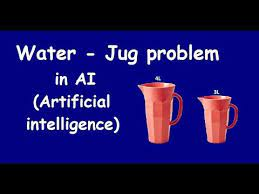 Water - Jug problem
in AI
(Artificial
intelligence)
4L
3L